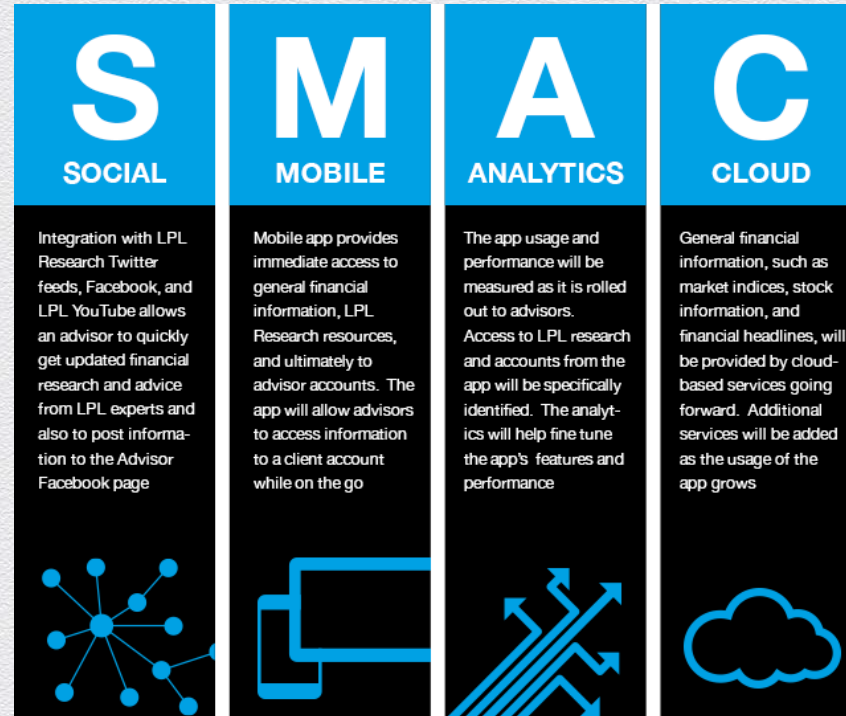 S
SOCIAL
Integration with LPL
Research Twitter
feeds, Facebook, and
LPL YouTube allows
an advisor to quickly
get updated financial
research and advice
from LPL experts and
also to post informa-
tion to the Advisor
Facebook page
M
MOBILE
Mobile app provides
immediate access to
general financial
information, LPL
Research resources,
and ultimately to
advisor accounts.  The
app will allow advisors
to access information
to a client account
while on the go
A
ANALYTICS
The app usage and
performance will be
measured as it is rolled
out to advisors.
Access to LPL research
and accounts from the
app will be specifically
identified.  The analyt-
ics will help fine tune
the app's  features and
performance
C
CLOUD
General financial
information, such as
market indices, stock
information, and
financial headlines, will
be provided by cloud-
based services going
forward.  Additional
services will be added
as the usage of the
app grows